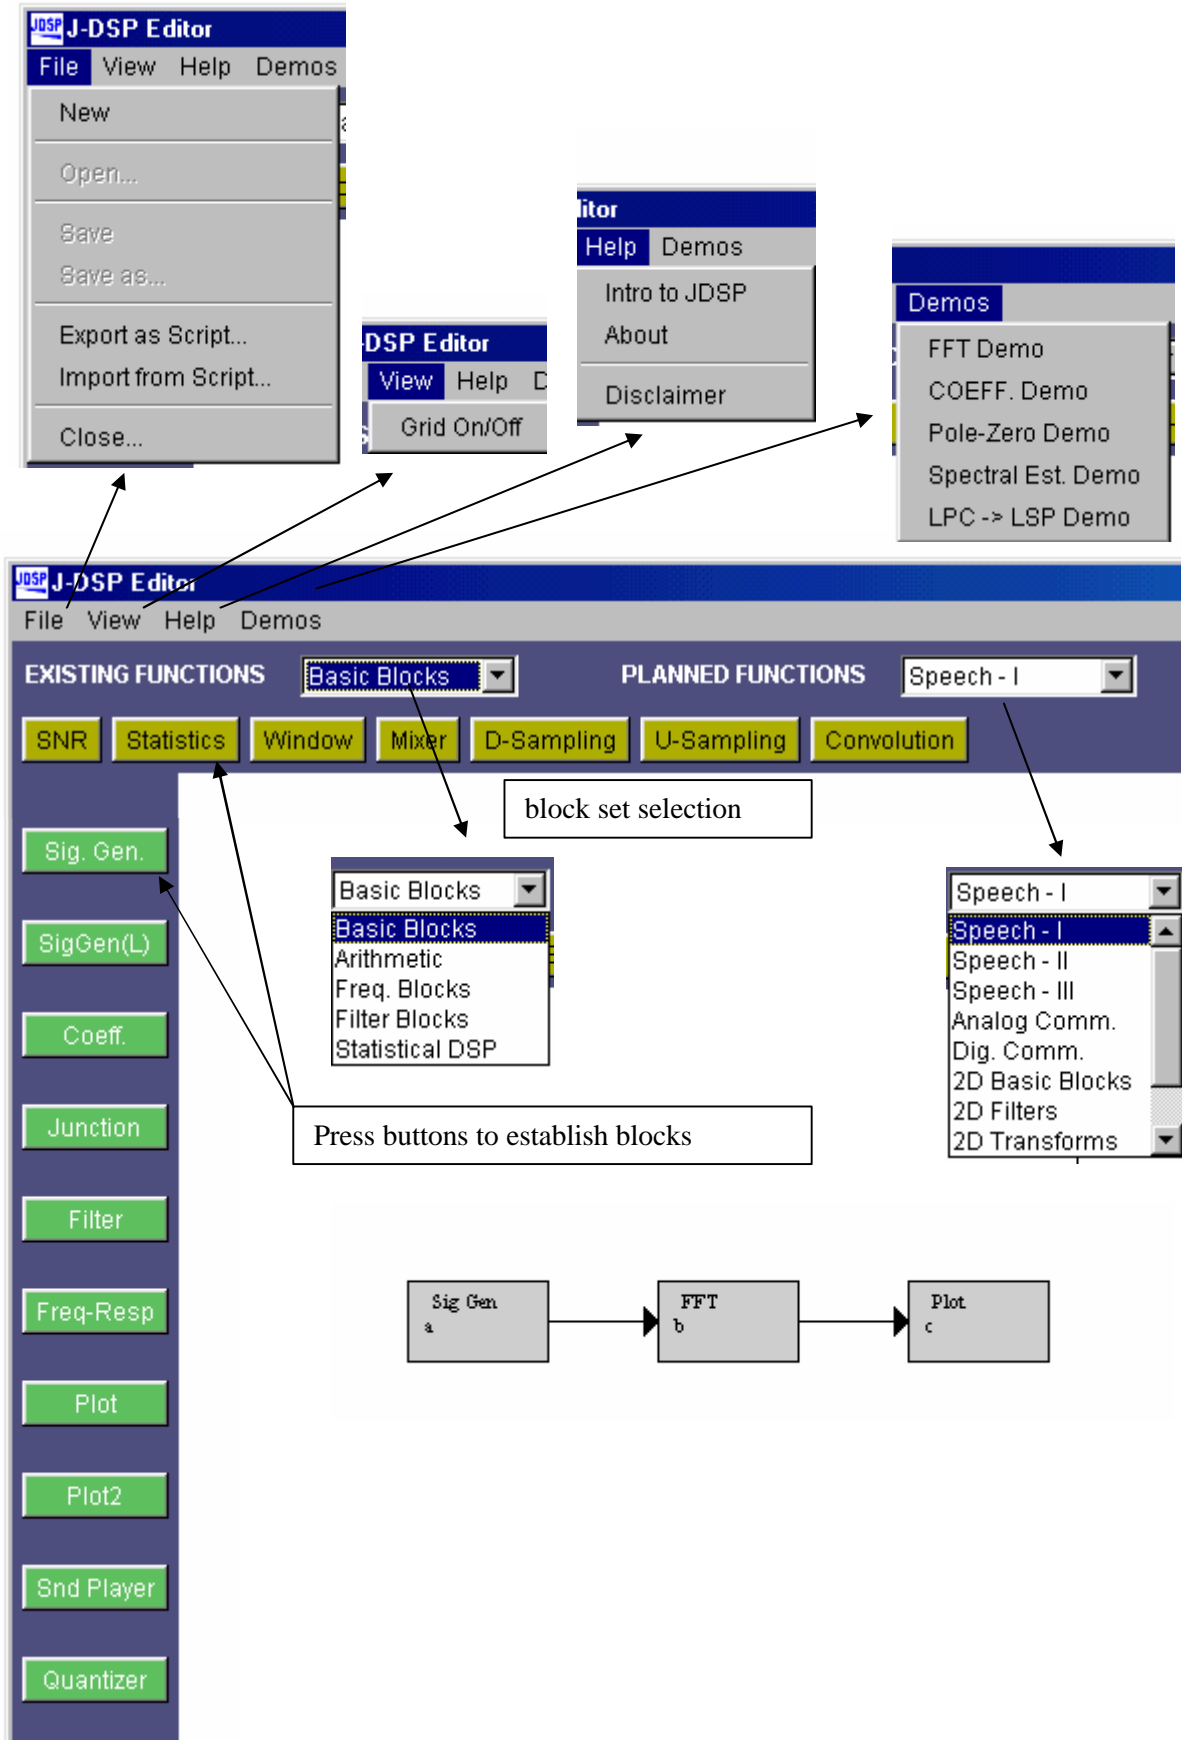 JDSP J-DSP Editor
File View Help Demos
New
Open...
Save
Save as...
Export as Script...
Import from Script...
Close...
-DSP Editor
View Help D
Grid On/Off
litor
Help Demos
Intro to JDSP
About
Disclaimer
Demos
FFT Demo
COEFF. Demo
Pole-Zero Demo
Spectral Est. Demo
LPC -> LSP Demo
JDSP J-DSP Editor
File View Help Demos
EXISTING FUNCTIONS Basic Blocks PLANNED FUNCTIONS Speech - I
SNR Statistics Window Mixer D-Sampling U-Sampling Convolution
block set selection
Sig. Gen.
SigGen(L)
Coeff.
Junction
Filter
Freq-Resp
Plot
Plot2
Snd Player
Quantizer
Basic Blocks
Basic Blocks
Arithmetic
Freq. Blocks
Filter Blocks
Statistical DSP
Speech - I
Speech - I
Speech - II
Speech - III
Analog Comm.
Dig. Comm.
2D Basic Blocks
2D Filters
2D Transforms
Press buttons to establish blocks
Sig Gen
a
FFT
b
Plot
c